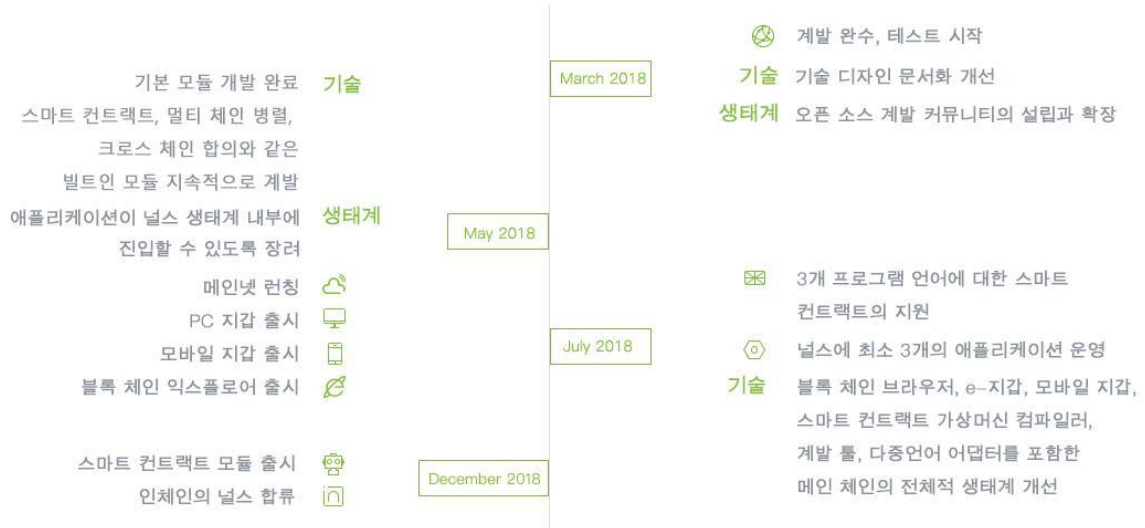 March 2018
계발 완수, 테스트 시작
기술 기술 디자인 문서화 개선
생태계 오픈 소스 계발 커뮤니티의 설립과 확장
기본 모듈 개발 완료 기술
스마트 컨트랙트, 멀티 체인 병렬,
크로스 체인 합의와 같은
빌트인 모듈 지속적으로 계발
애플리케이션이 널스 생태계 내부에 생태계
진입할 수 있도록 장려
May 2018
메인넷 런칭
PC 지갑 출시
모바일 지갑 출시
블록 체인 익스플로어 출시
July 2018
3개 프로그램 언어에 대한 스마트
컨트랙트의 지원
널스에 최소 3개의 애플리케이션 운영
기술 블록 체인 브라우저, e-지갑, 모바일 지갑,
스마트 컨트랙트 가상머신 컴파일러,
계발 툴, 다중언어 어댑터를 포함한
메인 체인의 전체적 생태계 개선
스마트 컨트랙트 모듈 출시
인체인의 널스 합류
December 2018